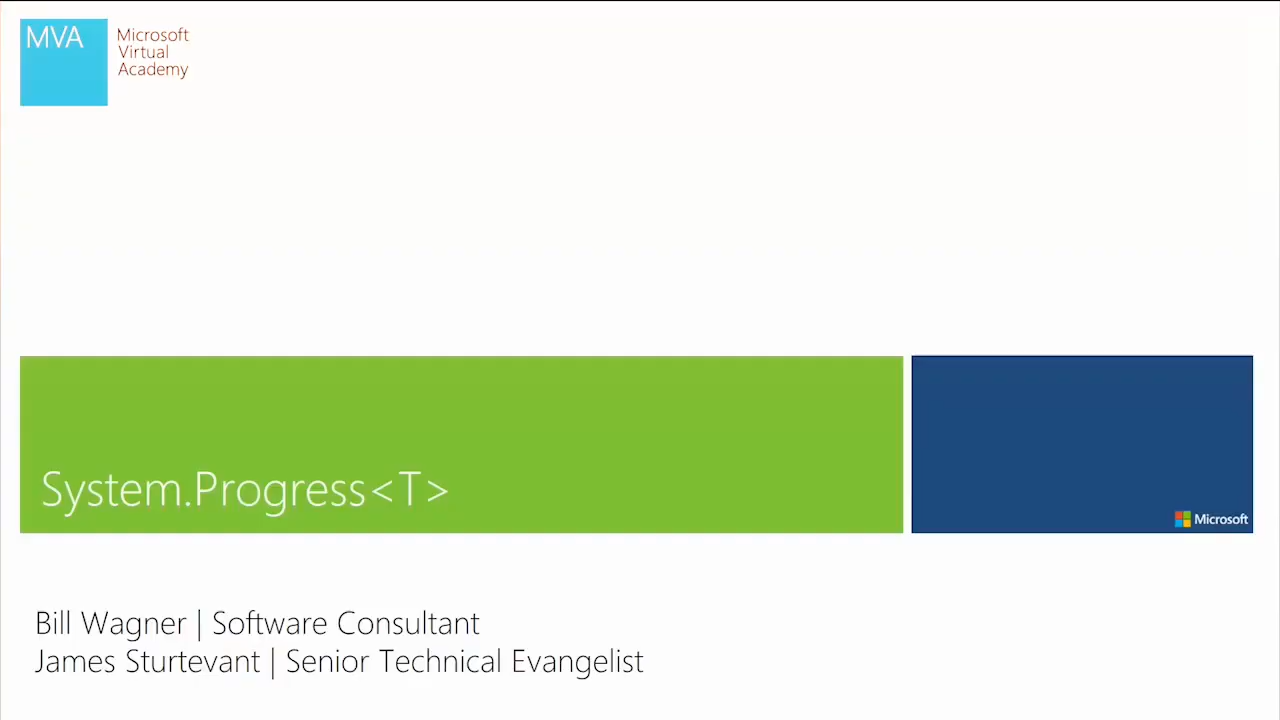 MVA
Microsoft
Virtual
Academy
System.Progress<T>
Microsoft
Bill Wagner | Software Consultant
James Sturtevant | Senior Technical Evangelist